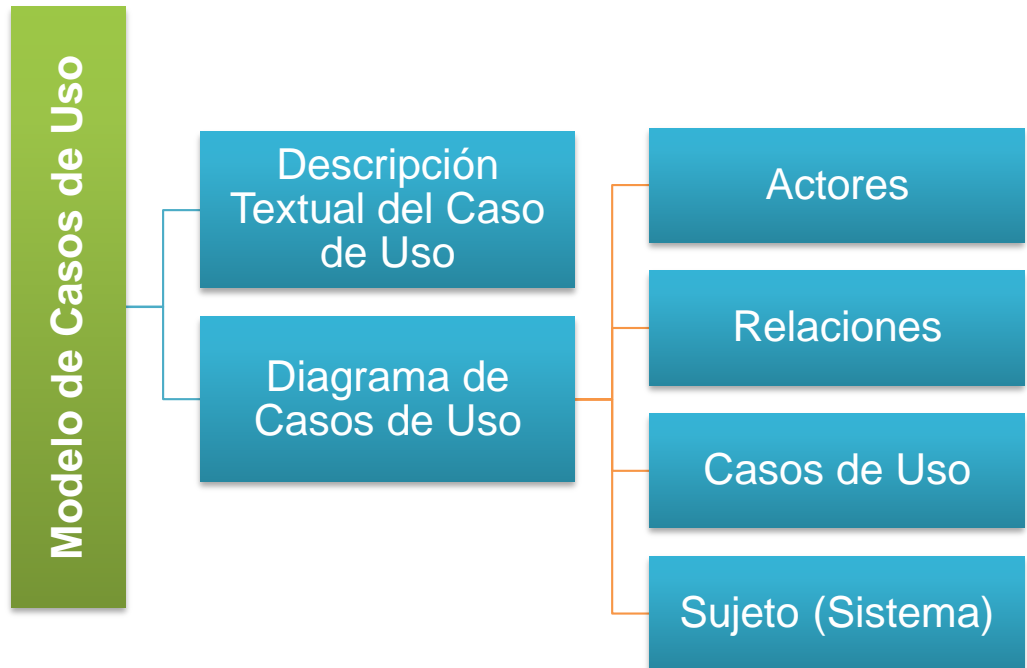 Modelo de Casos de Uso
Descripción
Textual del Caso
de Uso
Diagrama de
Casos de Uso
Actores
Relaciones
Casos de Uso
Sujeto (Sistema)